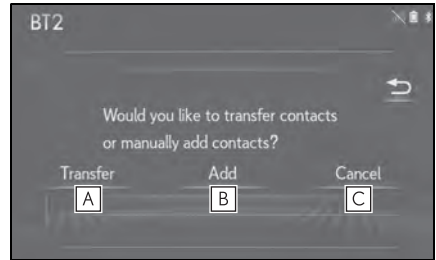 BT2
Would you like to transfer contacts
or manually add contacts?
Transfer Add Cancel
A B C